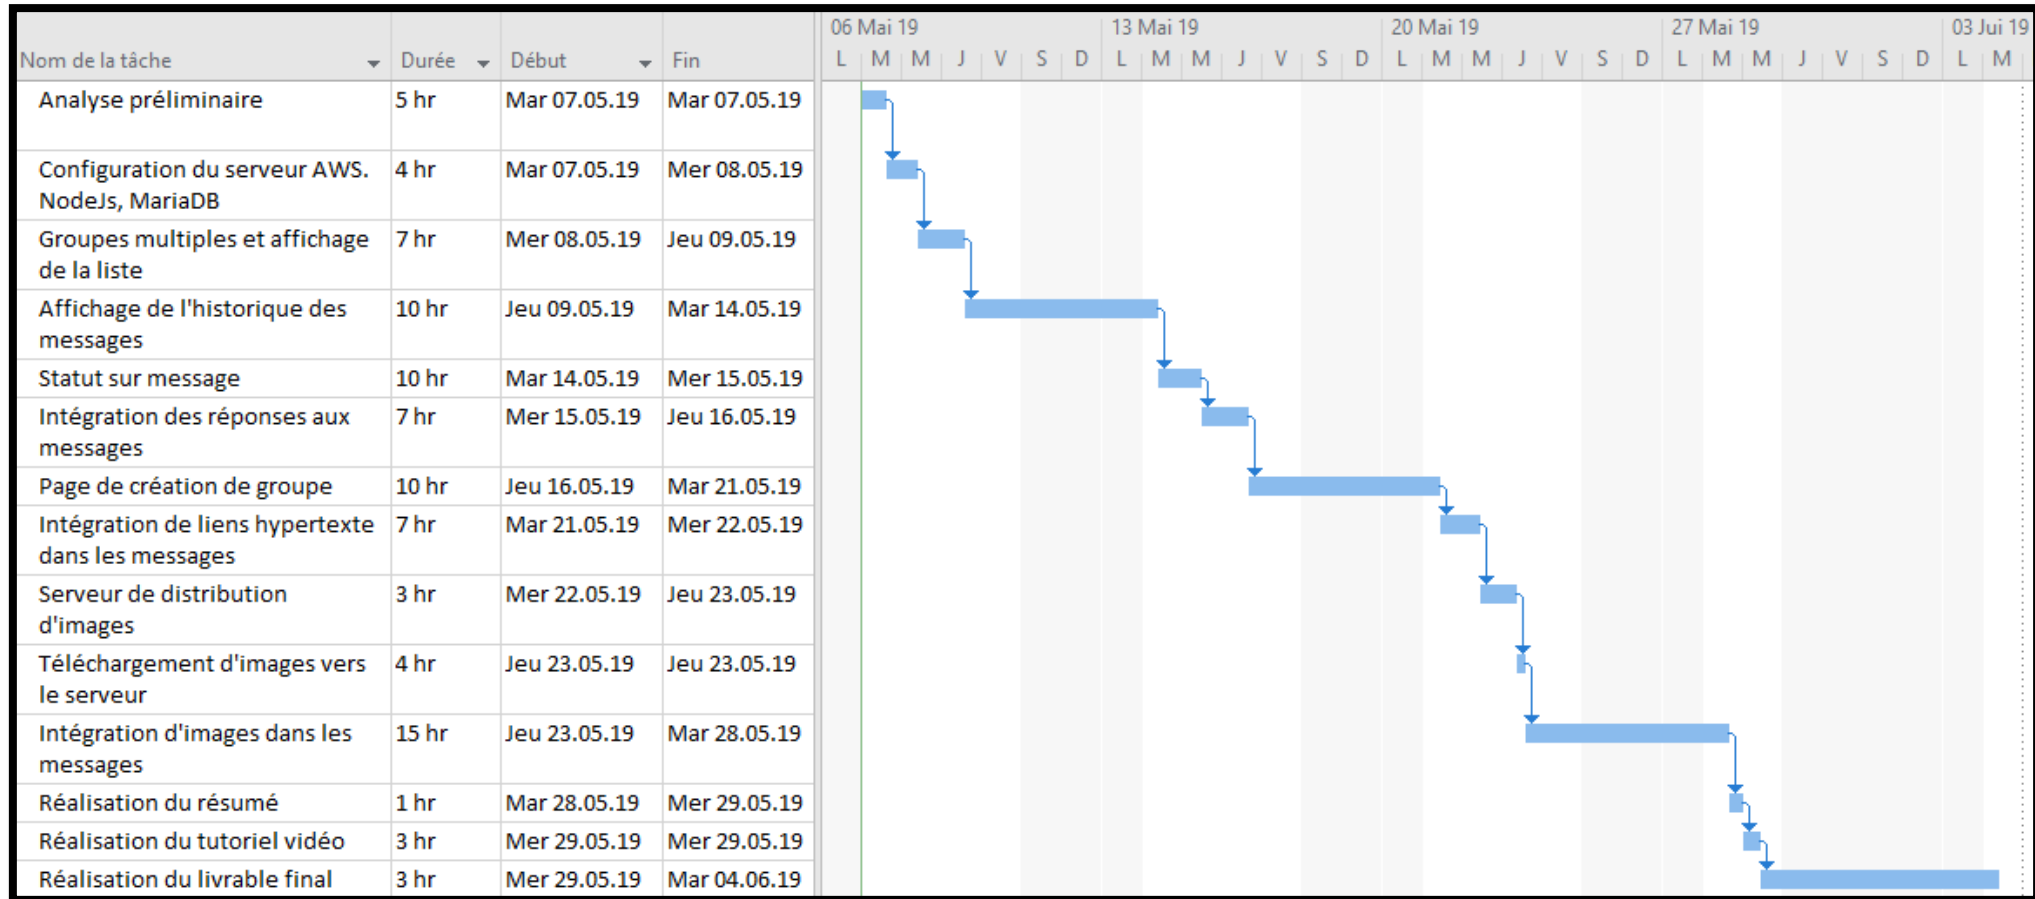 06 Mai 19 13 Mai 19 20 Mai 19 27 Mai 19 03 Jui 19
Nom de la tâche Durée Début Fin L M M J V S D L M M J V S D L M M J V S D L M M J V S D L M
Analyse préliminaire 5 hr Mar 07.05.19 Mar 07.05.19
Configuration du serveur AWS. 4 hr Mar 07.05.19 Mer 08.05.19
NodeJs, MariaDB
Groupes multiples et affichage 7 hr Mer 08.05.19 Jeu 09.05.19
de la liste
Affichage de l'historique des 10 hr Jeu 09.05.19 Mar 14.05.19
messages
Statut sur message 10 hr Mar 14.05.19 Mer 15.05.19
Intégration des réponses aux 7 hr Mer 15.05.19 Jeu 16.05.19
messages
Page de création de groupe 10 hr Jeu 16.05.19 Mar 21.05.19
Intégration de liens hypertexte 7 hr Mar 21.05.19 Mer 22.05.19
dans les messages
Serveur de distribution 3 hr Mer 22.05.19 Jeu 23.05.19
d'images
Téléchargement d'images vers 4 hr Jeu 23.05.19 Jeu 23.05.19
le serveur
Intégration d'images dans les 15 hr Jeu 23.05.19 Mar 28.05.19
messages
Réalisation du résumé 1 hr Mar 28.05.19 Mer 29.05.19
Réalisation du tutoriel vidéo 3 hr Mer 29.05.19 Mer 29.05.19
Réalisation du livrable final 3 hr Mer 29.05.19 Mar 04.06.19